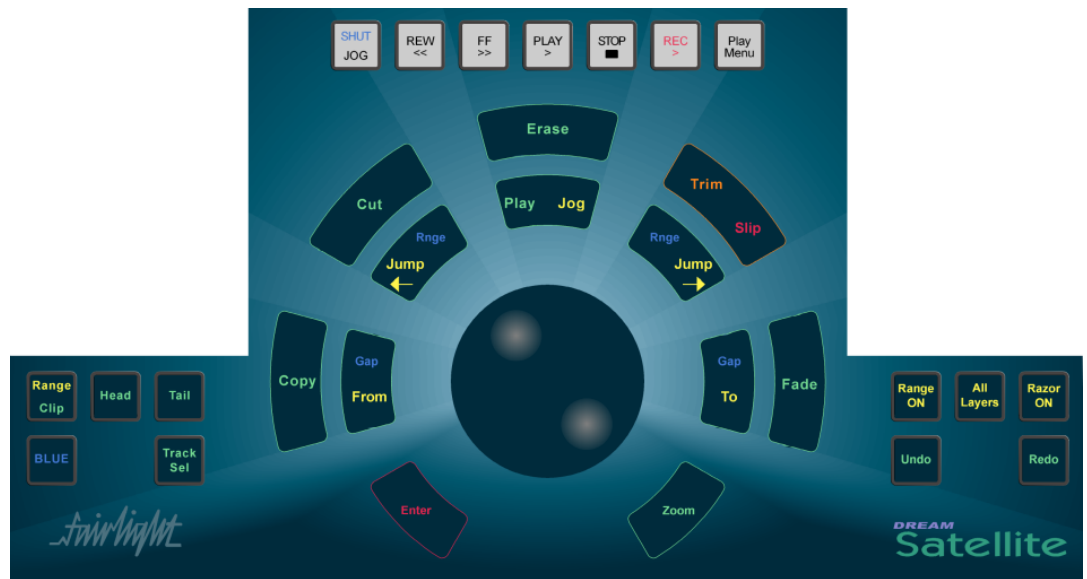 SHUT
JOG
REW
<<
FF
>>
PLAY
>
STOP
REC
>
Play
Menu
Erase
Cut
Trim
Slip
Play Jog
Rnge
Jump
Rnge
Jump
Copy
Gap
From
Gap
To
Fade
Range
Clip
Head
Tail
BLUE
Track
Sel
Range
ON
All
Layers
Razor
ON
Undo
Redo
Enter
Zoom
fairlight
DREAM
Satellite